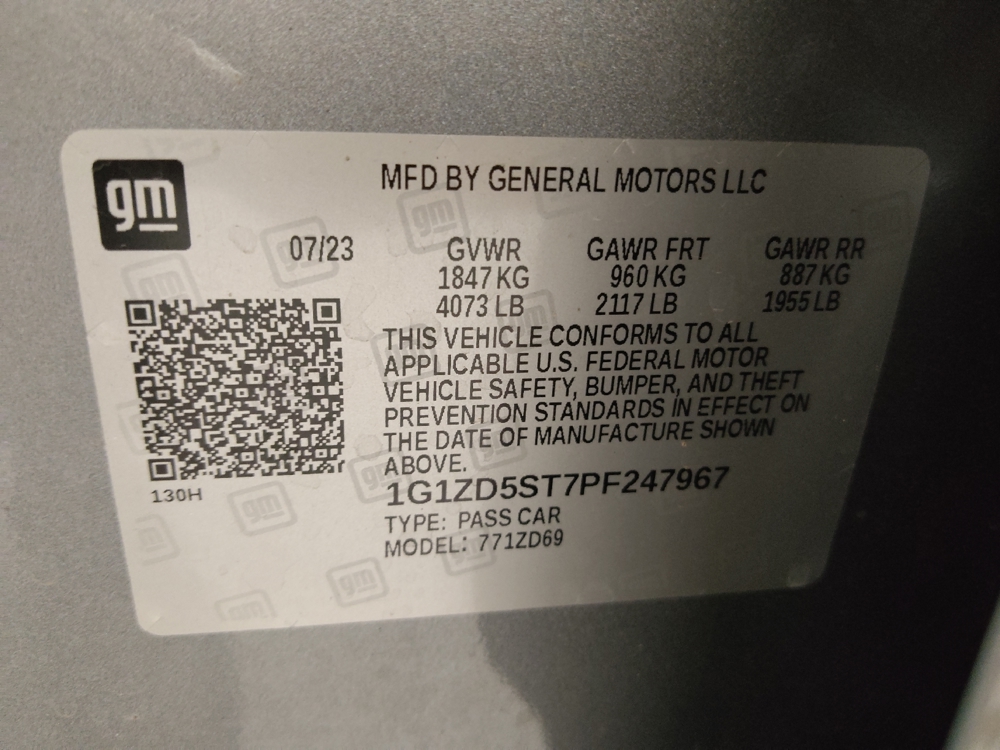 gm
MFD BY GENERAL MOTORS LLC
07/23 GVWR GAWR FRT GAWR RR
1847 KG 960 KG 887 KG
4073 LB 2117 LB 1955 LB
THIS VEHICLE CONFORMS TO ALL
APPLICABLE U.S. FEDERAL MOTOR
VEHICLE SAFETY, BUMPER, AND THEFT
PREVENTION STANDARDS IN EFFECT ON
THE DATE OF MANUFACTURE SHOWN
ABOVE.
130H
1G1ZD5ST7PF247967
TYPE: PASS CAR
MODEL: 771ZD69